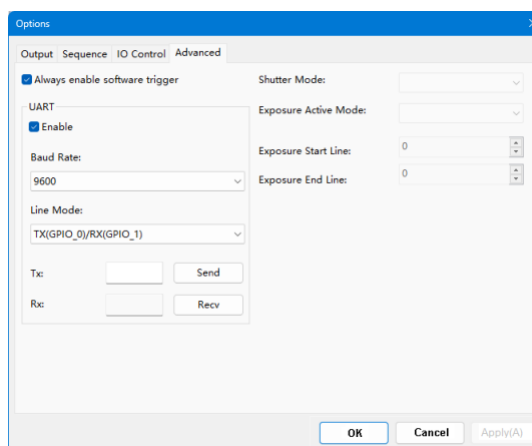 Options
Output Sequence IO Control Advanced
Always enable software trigger
UART
Enable
Baud Rate:
9600
Line Mode:
TX(GPIO_0)/RX(GPIO_1)
Tx:
Send
Rx:
Recv
Shutter Mode:
Exposure Active Mode:
Exposure Start Line:
0
Exposure End Line:
0
OK Cancel Apply(A)